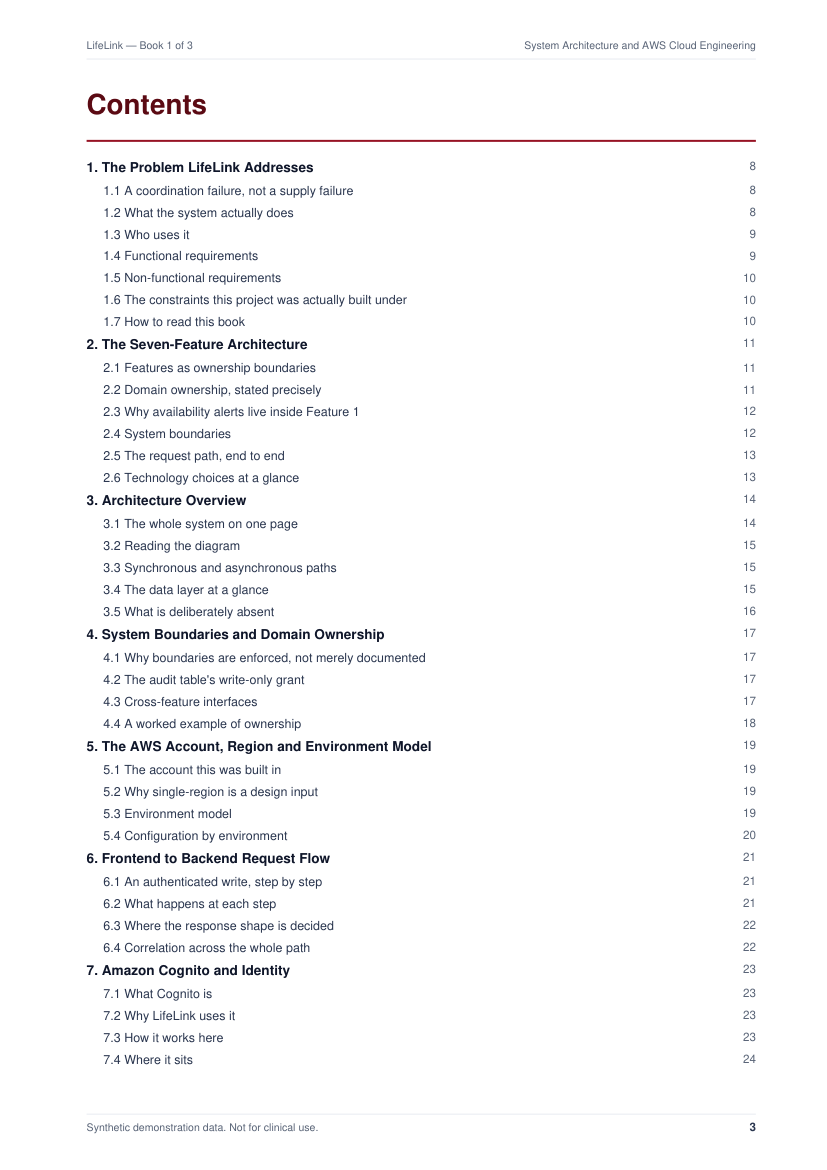 LifeLink — Book 1 of 3 System Architecture and AWS Cloud Engineering
Contents
1. The Problem LifeLink Addresses 8
1.1 A coordination failure, not a supply failure 8
1.2 What the system actually does 8
1.3 Who uses it 9
1.4 Functional requirements 9
1.5 Non-functional requirements 10
1.6 The constraints this project was actually built under 10
1.7 How to read this book 10
2. The Seven-Feature Architecture 11
2.1 Features as ownership boundaries 11
2.2 Domain ownership, stated precisely 11
2.3 Why availability alerts live inside Feature 1 12
2.4 System boundaries 12
2.5 The request path, end to end 13
2.6 Technology choices at a glance 13
3. Architecture Overview 14
3.1 The whole system on one page 14
3.2 Reading the diagram 15
3.3 Synchronous and asynchronous paths 15
3.4 The data layer at a glance 15
3.5 What is deliberately absent 16
4. System Boundaries and Domain Ownership 17
4.1 Why boundaries are enforced, not merely documented 17
4.2 The audit table's write-only grant 17
4.3 Cross-feature interfaces 17
4.4 A worked example of ownership 18
5. The AWS Account, Region and Environment Model 19
5.1 The account this was built in 19
5.2 Why single-region is a design input 19
5.3 Environment model 19
5.4 Configuration by environment 20
6. Frontend to Backend Request Flow 21
6.1 An authenticated write, step by step 21
6.2 What happens at each step 21
6.3 Where the response shape is decided 22
6.4 Correlation across the whole path 22
7. Amazon Cognito and Identity 23
7.1 What Cognito is 23
7.2 Why LifeLink uses it 23
7.3 How it works here 23
7.4 Where it sits 24
Synthetic demonstration data. Not for clinical use. 3